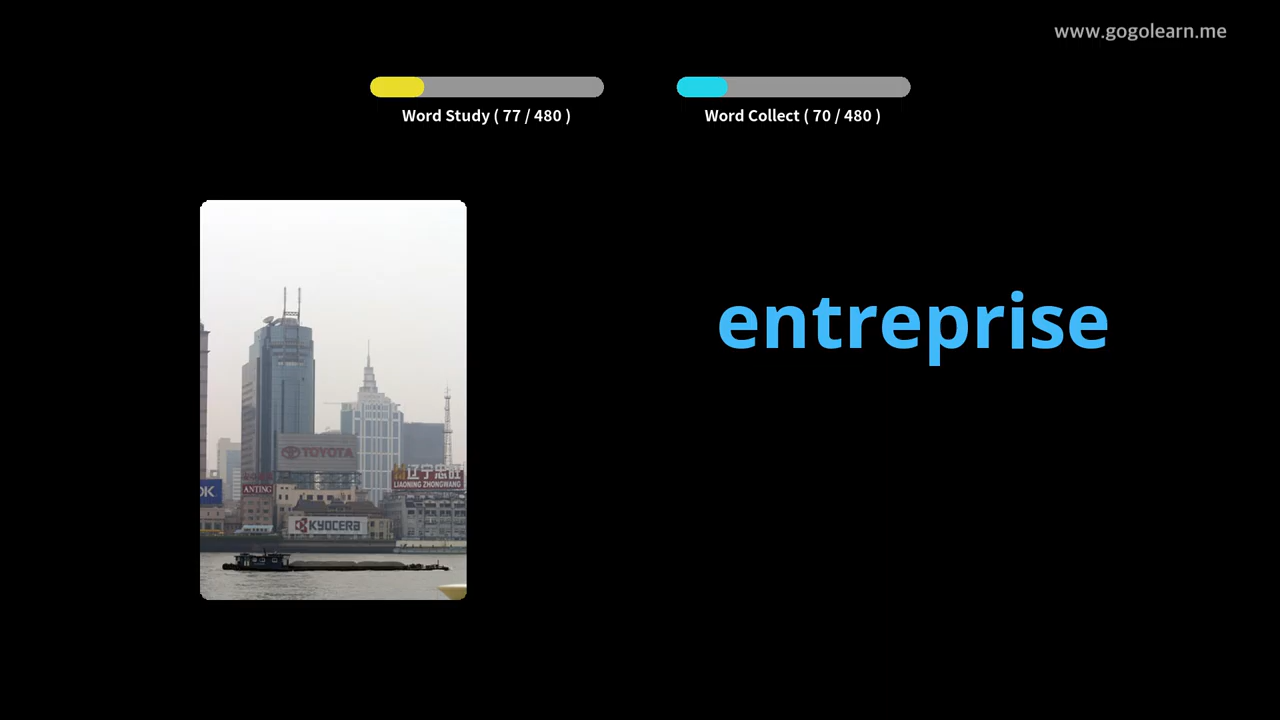 www.gogolearn.me
Word Study ( 77 / 480 )
Word Collect ( 70 / 480 )
entreprise
TOYOTA
辽宁忠旺
LIAONING ZHONGWANG
ANTING
OK
KYOCERA